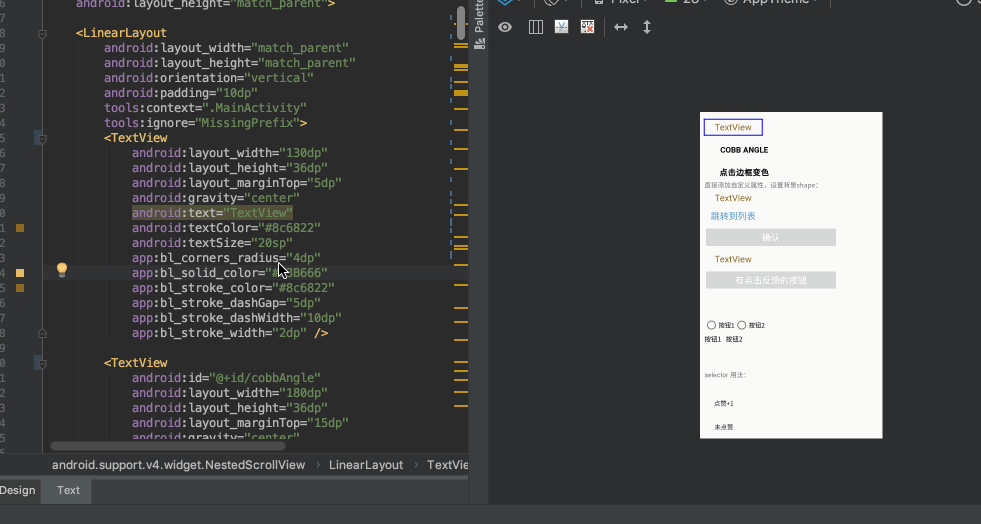 android:layout_height="match_parent">
<LinearLayout
android:layout_width="match_parent"
android:layout_height="match_parent"
android:orientation="vertical"
android:padding="10dp"
tools:context=".MainActivity"
tools:ignore="MissingPrefix">
<TextView
android:layout_width="130dp"
android:layout_height="36dp"
android:layout_marginTop="5dp"
android:gravity="center"
android:text="TextView"
android:textColor="#8c6822"
android:textSize="20sp"
app:bl_corners_radius="4dp"
app:bl_solid_color="#
app:bl_stroke_color="#8c6822"
app:bl_stroke_dashGap="5dp"
app:bl_stroke_dashWidth="10dp"
app:bl_stroke_width="2dp" />
<TextView
android:id="@+id/cobbAngle"
android:layout_width="180dp"
android:layout_height="36dp"
android:layout_marginTop="15dp"
android:gravity="center"
android.support.v4.widget.NestedScrollView › LinearLayout › TextVie
Design Text
Palette
Pixel 28 AppTheme
TextView
COBB ANGLE
点击边框变色
直接添加自定义属性，设置背景shape：
TextView
跳转到列表
确认
TextView
有点击反馈的按钮
按钮1 按钮2
按钮1 按钮2
selector 用法：
点赞+1
未点赞